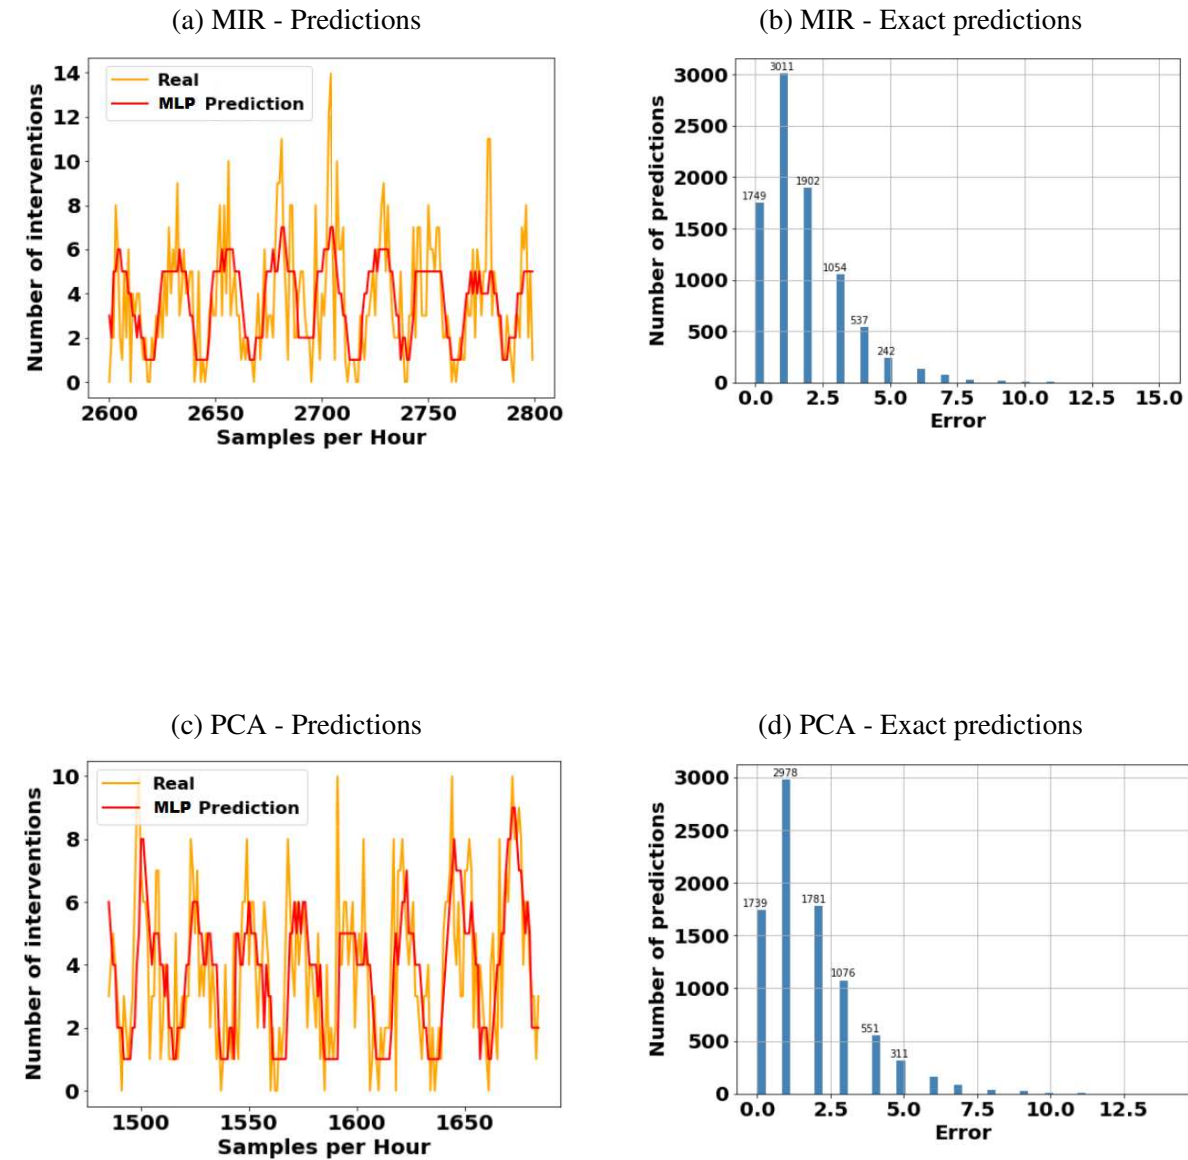 (a) MIR - Predictions
(b) MIR - Exact predictions
Number of interventions
14
12
10
8
6
4
2
0
Real
MLP Prediction
2600 2650 2700 2750 2800
Samples per Hour
Number of predictions
3000
2500
2000
1500
1000
500
0
1749
3011
1902
1054
537
242
0.0 2.5 5.0 7.5 10.0 12.5 15.0
Error
(c) PCA - Predictions
(d) PCA - Exact predictions
Number of interventions
10
8
6
4
2
0
Real
MLP Prediction
1500 1550 1600 1650
Samples per Hour
Number of predictions
3000
2500
2000
1500
1000
500
0
1739
2978
1781
1076
551
311
0.0 2.5 5.0 7.5 10.0 12.5
Error